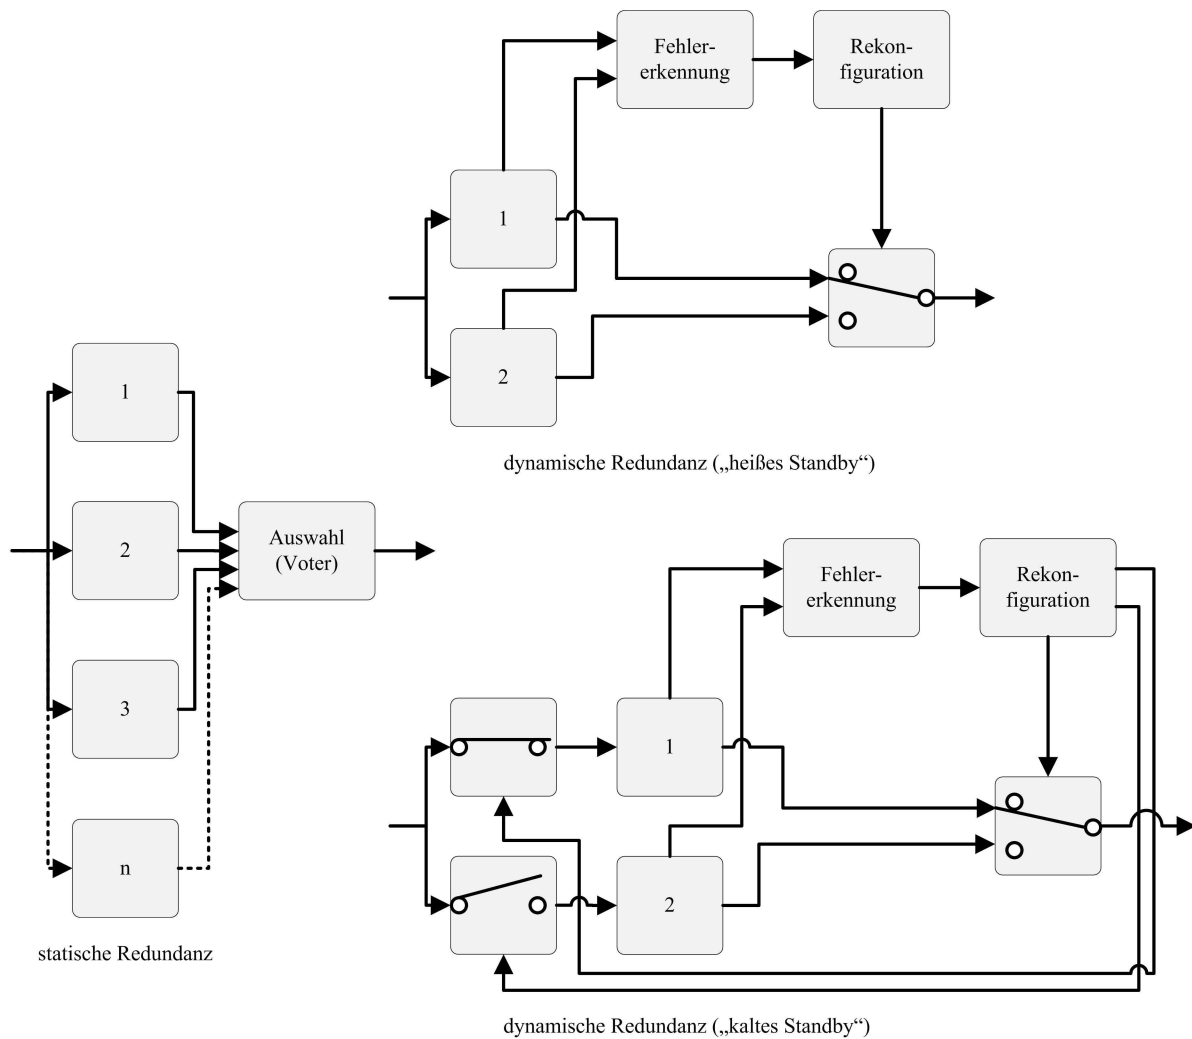 Fehler-
erkennung
Rekon-
figuration
1
2
dynamische Redundanz („heißes Standby“)
1
2
3
n
Auswahl
(Voter)
statische Redundanz
Fehler-
erkennung
Rekon-
figuration
1
2
dynamische Redundanz („kaltes Standby“)